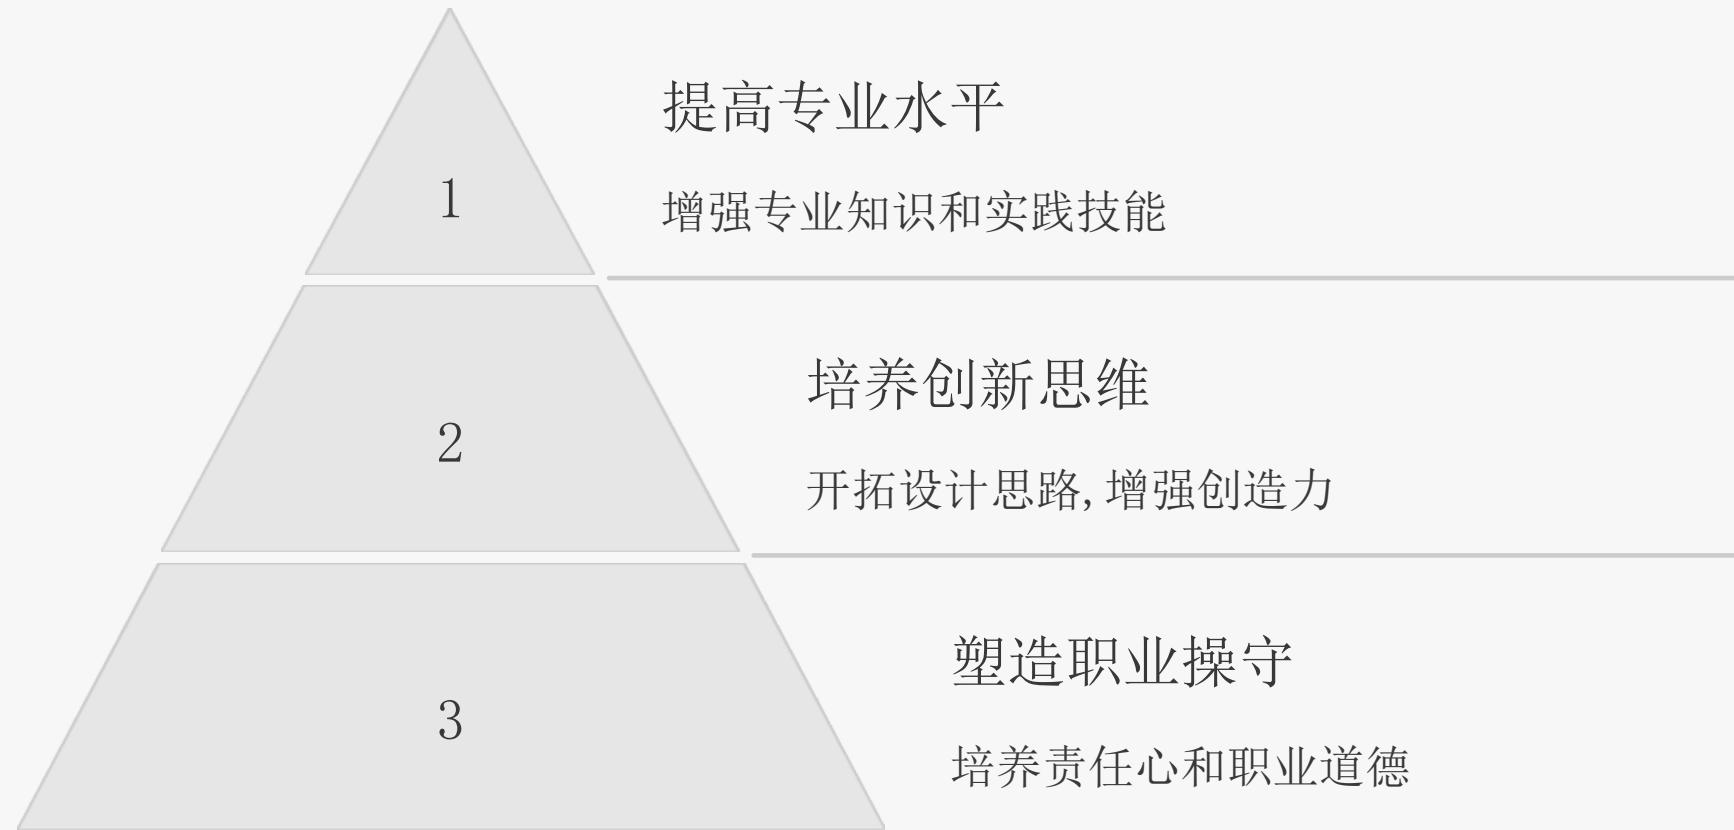 1
提高专业水平
增强专业知识和实践技能
2
培养创新思维
开拓设计思路,增强创造力
3
塑造职业操守
培养责任心和职业道德